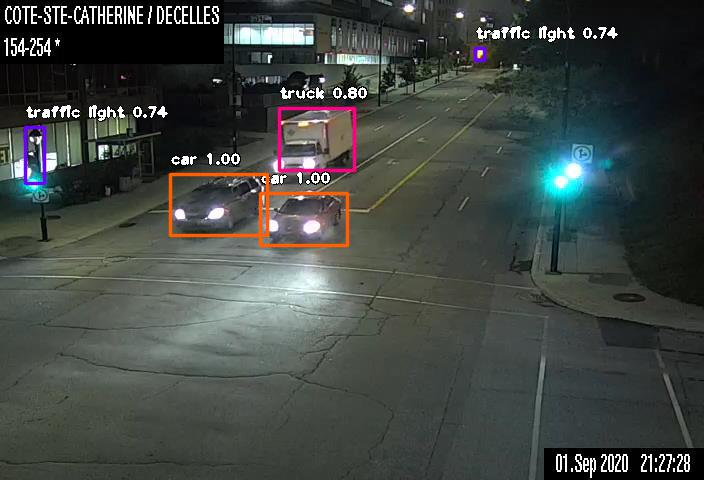 COTE-STE-CATHERINE / DECELLES
154-254 *
traffic light 0.74
traffic light 0.74
truck 0.80
car 1.00
car 1.00
01.Sep 2020 21:27:28